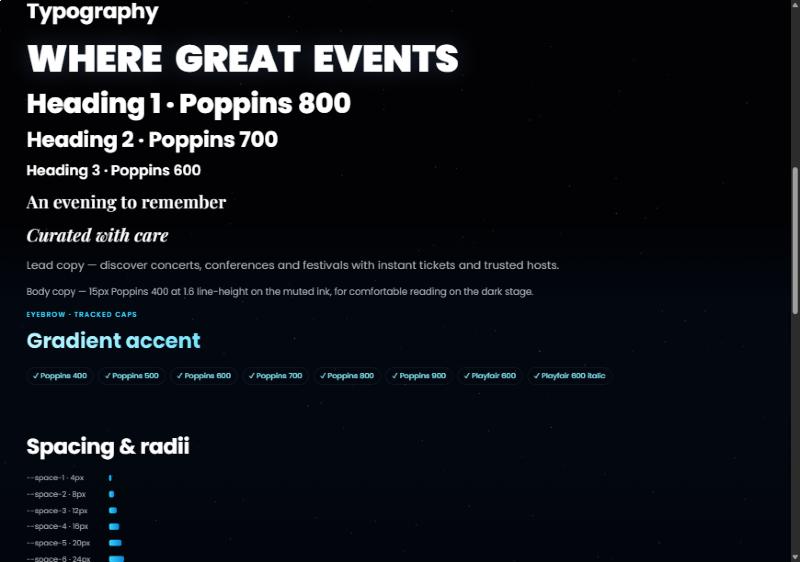 Typography
WHERE GREAT EVENTS
Heading 1 · Poppins 800
Heading 2 · Poppins 700
Heading 3 · Poppins 600
An evening to remember
Curated with care
Lead copy — discover concerts, conferences and festivals with instant tickets and trusted hosts.
Body copy — 15px Poppins 400 at 1.6 line-height on the muted ink, for comfortable reading on the dark stage.
EYEBROW · TRACKED CAPS
Gradient accent
✓ Poppins 400 ✓ Poppins 500 ✓ Poppins 600 ✓ Poppins 700 ✓ Poppins 800 ✓ Poppins 900 ✓ Playfair 600 ✓ Playfair 600 italic
Spacing & radii
--space-1 · 4px
--space-2 · 8px
--space-3 · 12px
--space-4 · 16px
--space-5 · 20px
--space-6 · 24px